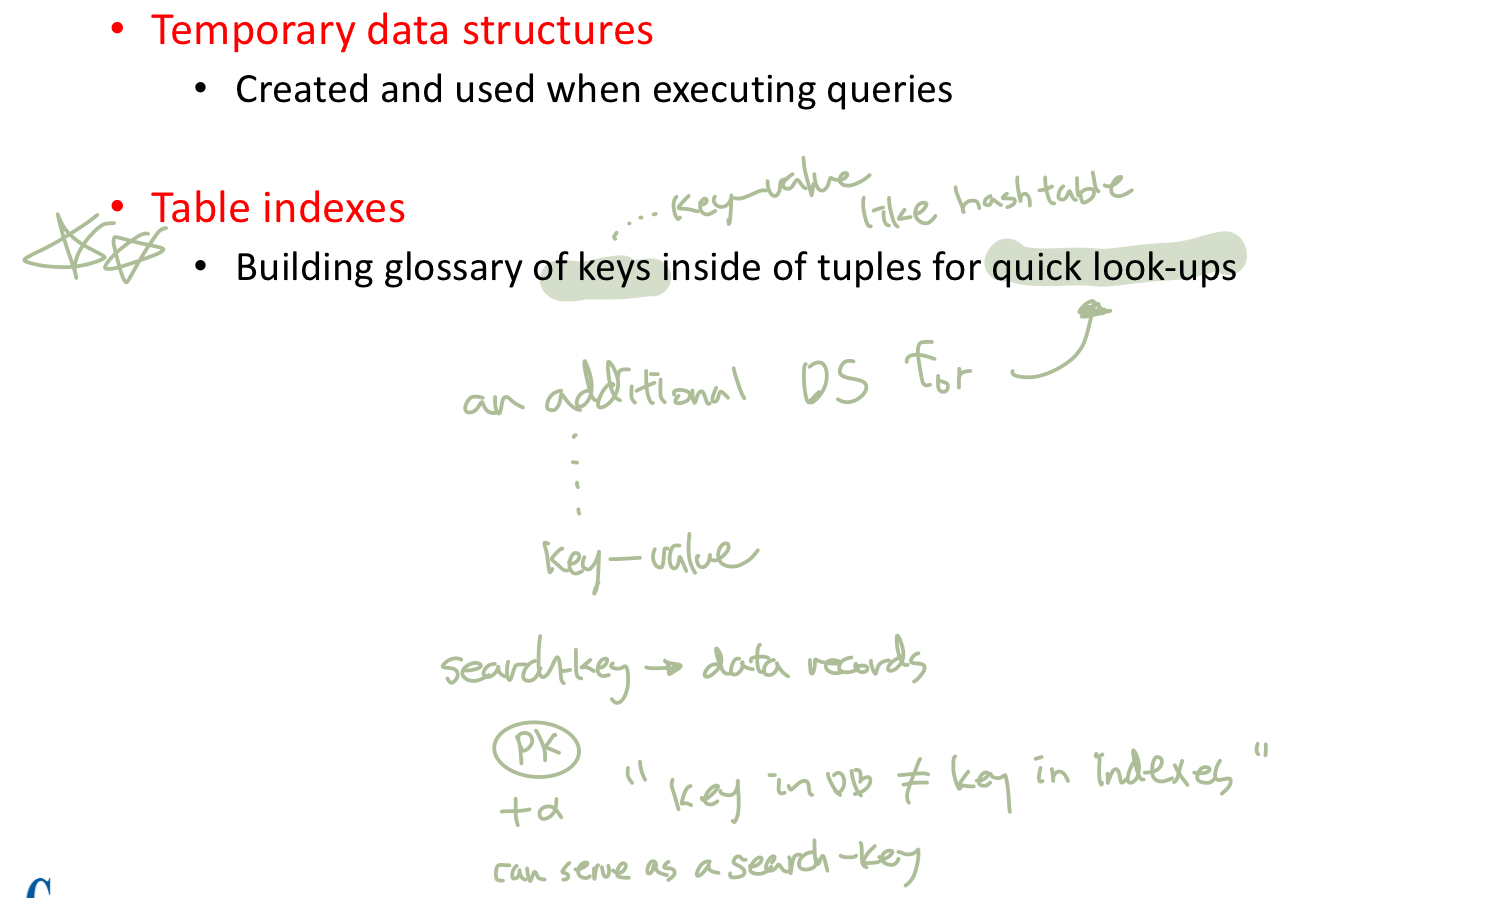 • Temporary data structures
• Created and used when executing queries
• Table indexes
... key-value like hash table
• Building glossary of keys inside of tuples for quick look-ups
an additional DS for
key-value
search-key → data records
PK
"key in DB ≠ key in indexes"
+α
can serve as a search-key